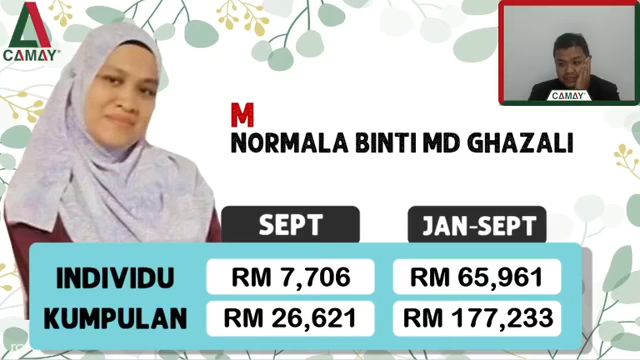 CAMAY®
CAMAY®
M
NORMALA BINTI MD GHAZALI
SEPT
JAN-SEPT
INDIVIDU
RM 7,706
RM 65,961
KUMPULAN
RM 26,621
RM 177,233